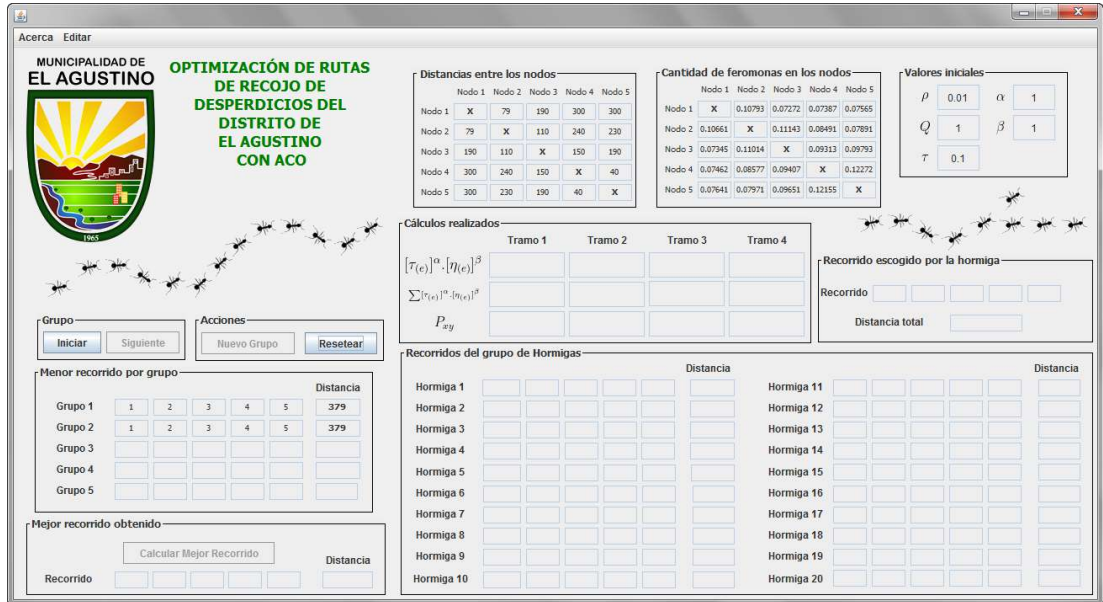 Acerca Editar
MUNICIPALIDAD DE
EL AGUSTINO
1965
OPTIMIZACIÓN DE RUTAS
DE RECOJO DE
DESPERDICIOS DEL
DISTRITO DE
EL AGUSTINO
CON ACO
Distancias entre los nodos
Nodo 1 Nodo 2 Nodo 3 Nodo 4 Nodo 5
Nodo 1 X 79 190 300 300
Nodo 2 79 X 110 240 230
Nodo 3 190 110 X 150 190
Nodo 4 300 240 150 X 40
Nodo 5 300 230 190 40 X
Cantidad de feromonas en los nodos
Nodo 1 Nodo 2 Nodo 3 Nodo 4 Nodo 5
Nodo 1 X 0.10793 0.07272 0.07387 0.07565
Nodo 2 0.10661 X 0.11143 0.08491 0.07891
Nodo 3 0.07345 0.11014 X 0.09313 0.09793
Nodo 4 0.07462 0.08577 0.09407 X 0.12272
Nodo 5 0.07641 0.07971 0.09651 0.12155 X
Valores iniciales
ρ 0.01 α 1
Q 1 β 1
τ 0.1
Cálculos realizados
Tramo 1 Tramo 2 Tramo 3 Tramo 4
[τ(e)]^α.[η(e)]^β
∑[τ(e)]^α.[η(e)]^β
Pxy
Recorrido escogido por la hormiga
Recorrido
Distancia total
Grupo
Iniciar Siguiente
Acciones
Nuevo Grupo Resetear
Menor recorrido por grupo
Distancia
Grupo 1 1 2 3 4 5 379
Grupo 2 1 2 3 4 5 379
Grupo 3
Grupo 4
Grupo 5
Mejor recorrido obtenido
Calcular Mejor Recorrido
Distancia
Recorrido
Recorridos del grupo de Hormigas
Distancia Distancia
Hormiga 1 Hormiga 11
Hormiga 2 Hormiga 12
Hormiga 3 Hormiga 13
Hormiga 4 Hormiga 14
Hormiga 5 Hormiga 15
Hormiga 6 Hormiga 16
Hormiga 7 Hormiga 17
Hormiga 8 Hormiga 18
Hormiga 9 Hormiga 19
Hormiga 10 Hormiga 20